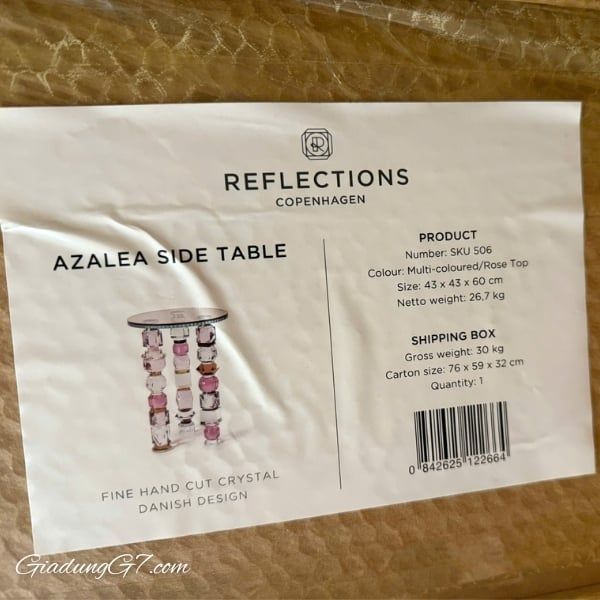 REFLECTIONS
COPENHAGEN
AZALEA SIDE TABLE
FINE HAND CUT CRYSTAL
DANISH DESIGN
PRODUCT
Number: SKU 506
Colour: Multi-coloured/Rose Top
Size: 43 x 43 x 60 cm
Netto weight: 26,7 kg
SHIPPING BOX
Gross weight: 30 kg
Carton size: 76 x 59 x 32 cm
Quantity: 1
0 842625 122664
GiadungG7.com